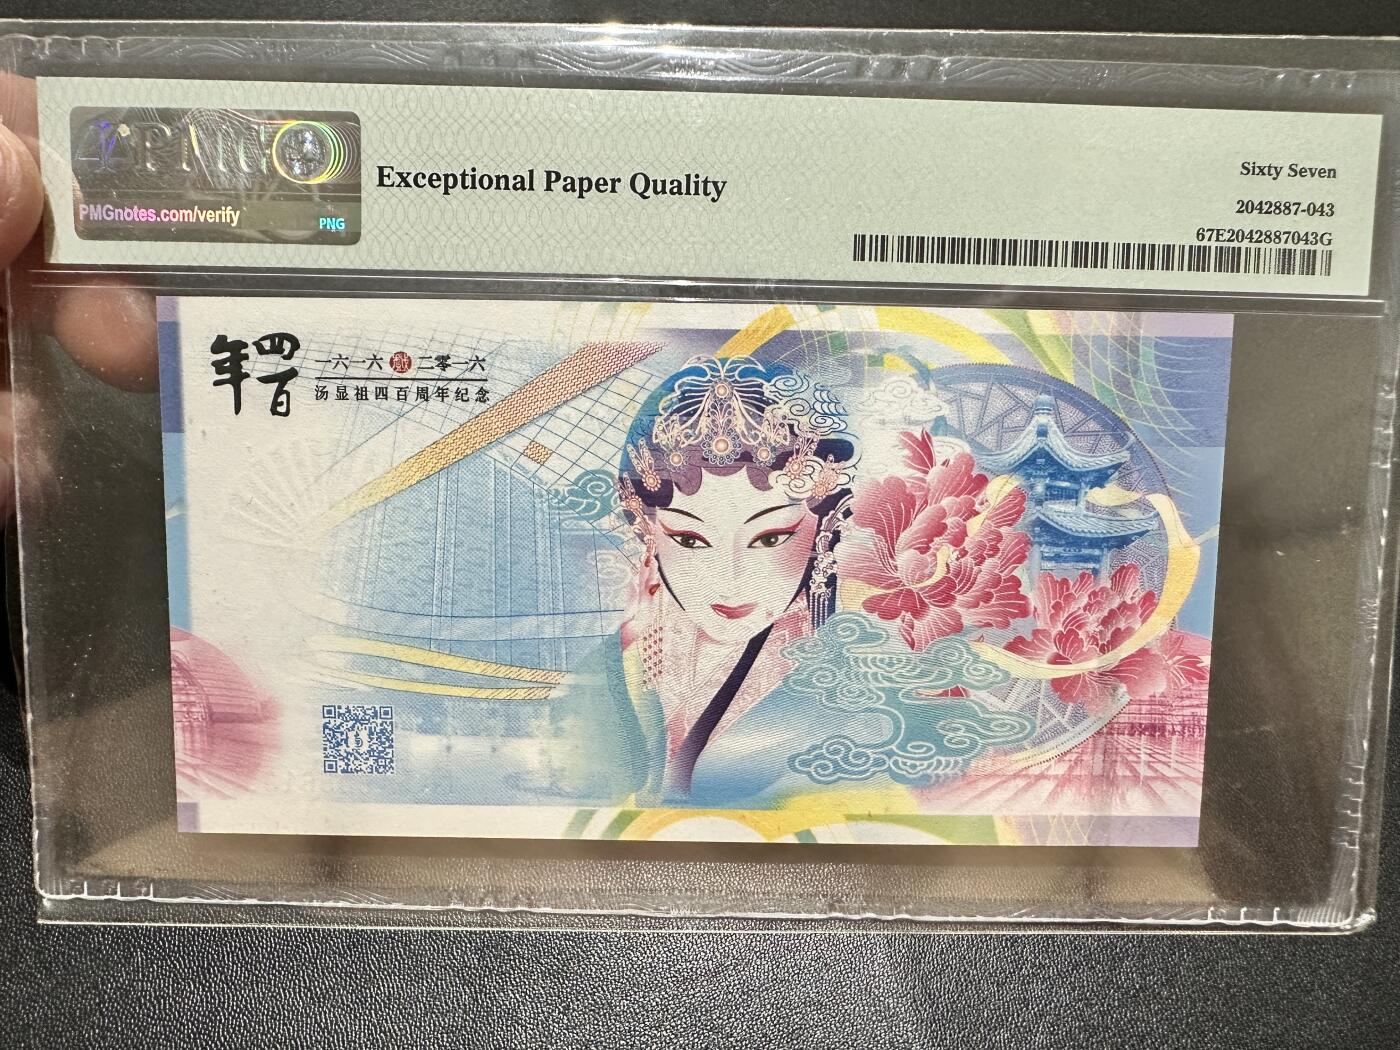 PMG
PMGnotes.com/verify
PNG
Exceptional Paper Quality
Sixty Seven
2042887-043
67E2042887043G
四百年
一六一六 戲 二零一六
汤显祖四百周年纪念